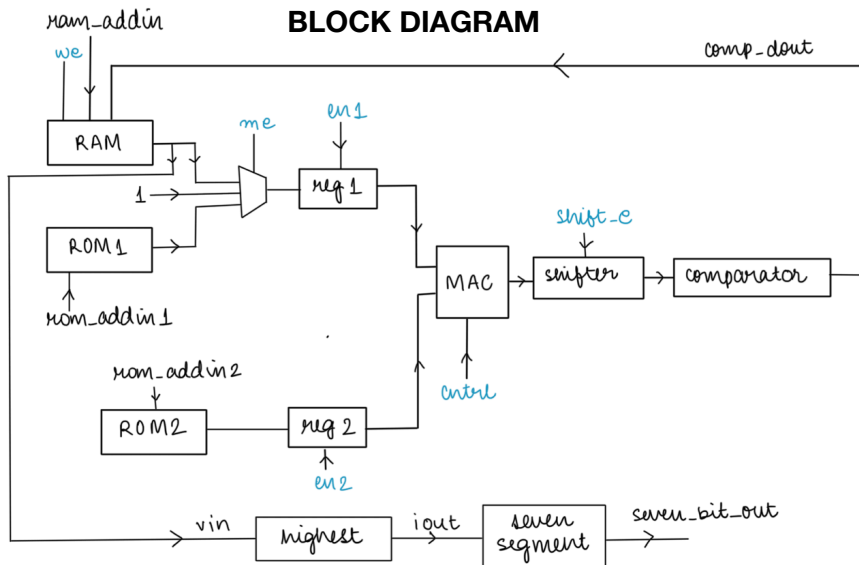 BLOCK DIAGRAM
ram_addin
we
comp_dout
RAM
me
en1
1
reg 1
ROM1
shift_e
MAC
shifter
comparator
rom_addin1
rom_addin2
cntrl
ROM2
reg 2
en2
vin
highest
iout
seven
segment
seven_bit_out